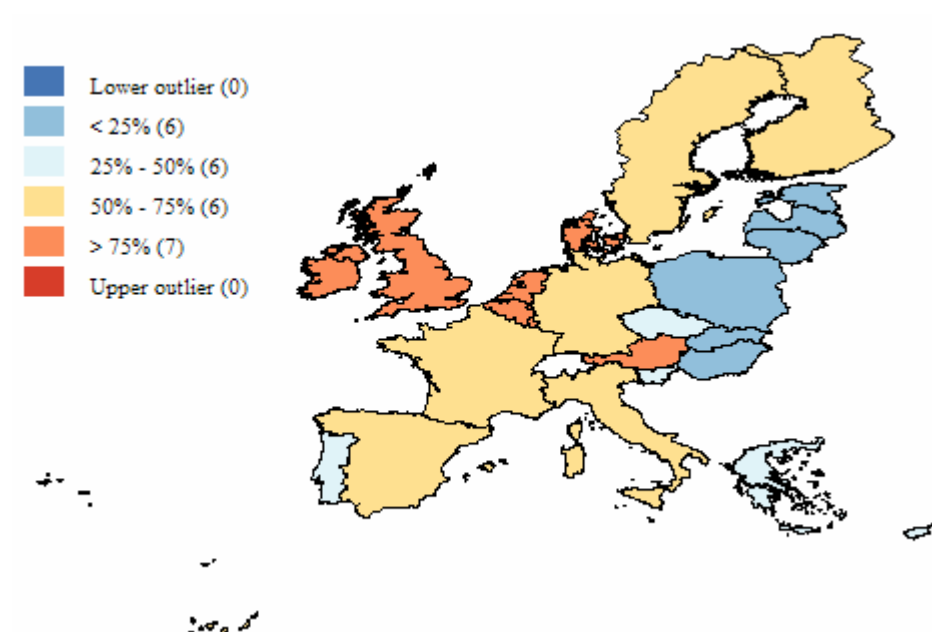 Lower outlier (0)
< 25% (6)
25% - 50% (6)
50% - 75% (6)
> 75% (7)
Upper outlier (0)